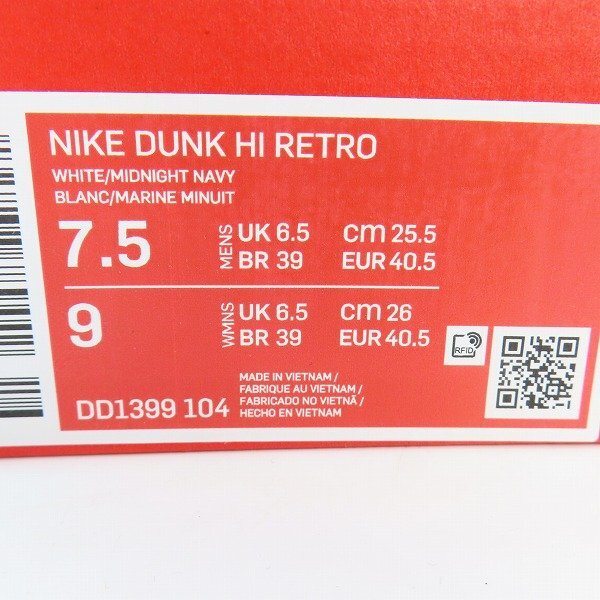 NIKE DUNK HI RETRO
WHITE/MIDNIGHT NAVY
BLANC/MARINE MINUIT
7.5 MENS UK 6.5 cm 25.5
BR 39 EUR 40.5
9 WMNS UK 6.5 cm 26
BR 39 EUR 40.5
RFID
DD1399 104
MADE IN VIETNAM /
FABRIQUE AU VIETNAM /
FABRICADO NO VIETNÃ /
HECHO EN VIETNAM